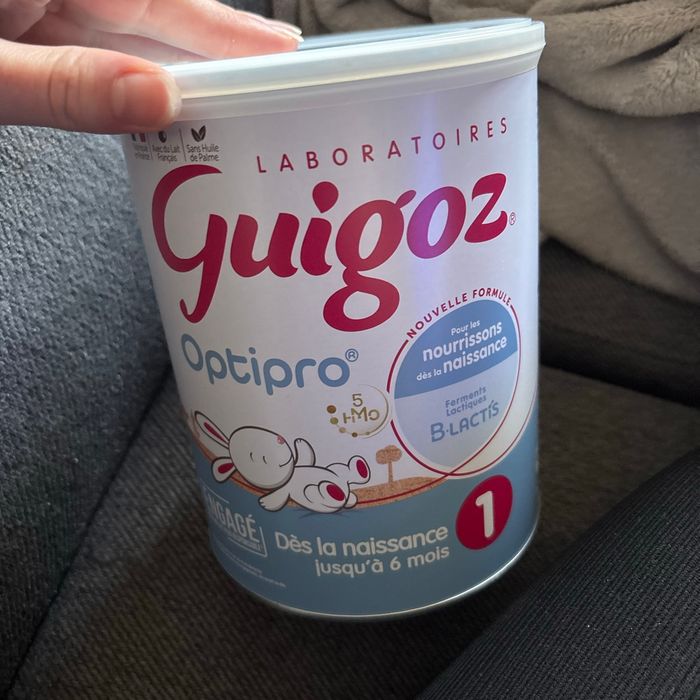 Avec du Lait
Français
Sans Huile
de Palme
LABORATOIRES
Guigoz®
Optipro®
NOUVELLE FORMULE
Pour les
nourrissons
dès la naissance
Ferments
Lactiques
B•LACTIS
5
HMO
NGAGÉ
Dès la naissance
jusqu'à 6 mois
1